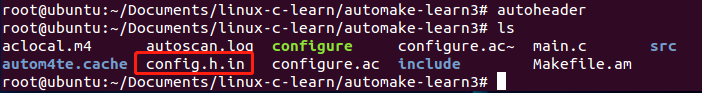 root@ubuntu:~/Documents/linux-c-learn/automake-learn3# autoheader
root@ubuntu:~/Documents/linux-c-learn/automake-learn3# ls
aclocal.m4 autoscan.log configure configure.ac~ main.c src
autom4te.cache config.h.in configure.ac include Makefile.am
root@ubuntu:~/Documents/linux-c-learn/automake-learn3#